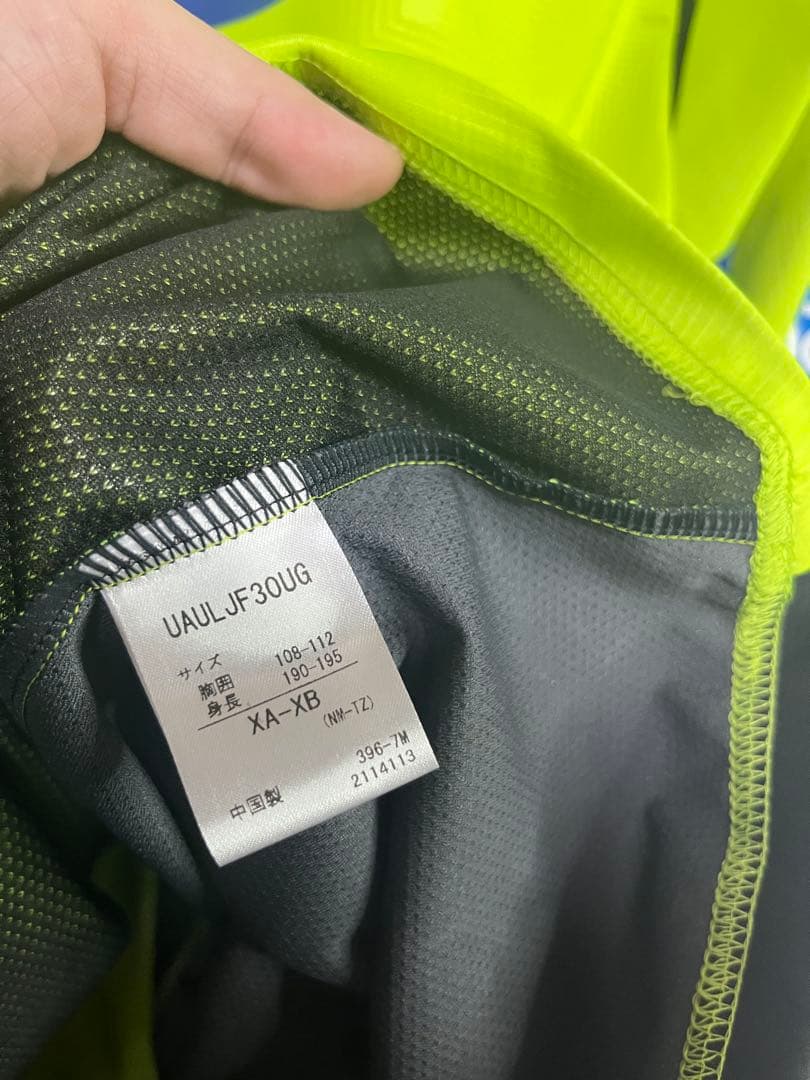 UAULJF30UG
サイズ
胸囲 108-112
身長 190-195
XA-XB
(NM-TZ)
396-7M
中国製 2114113